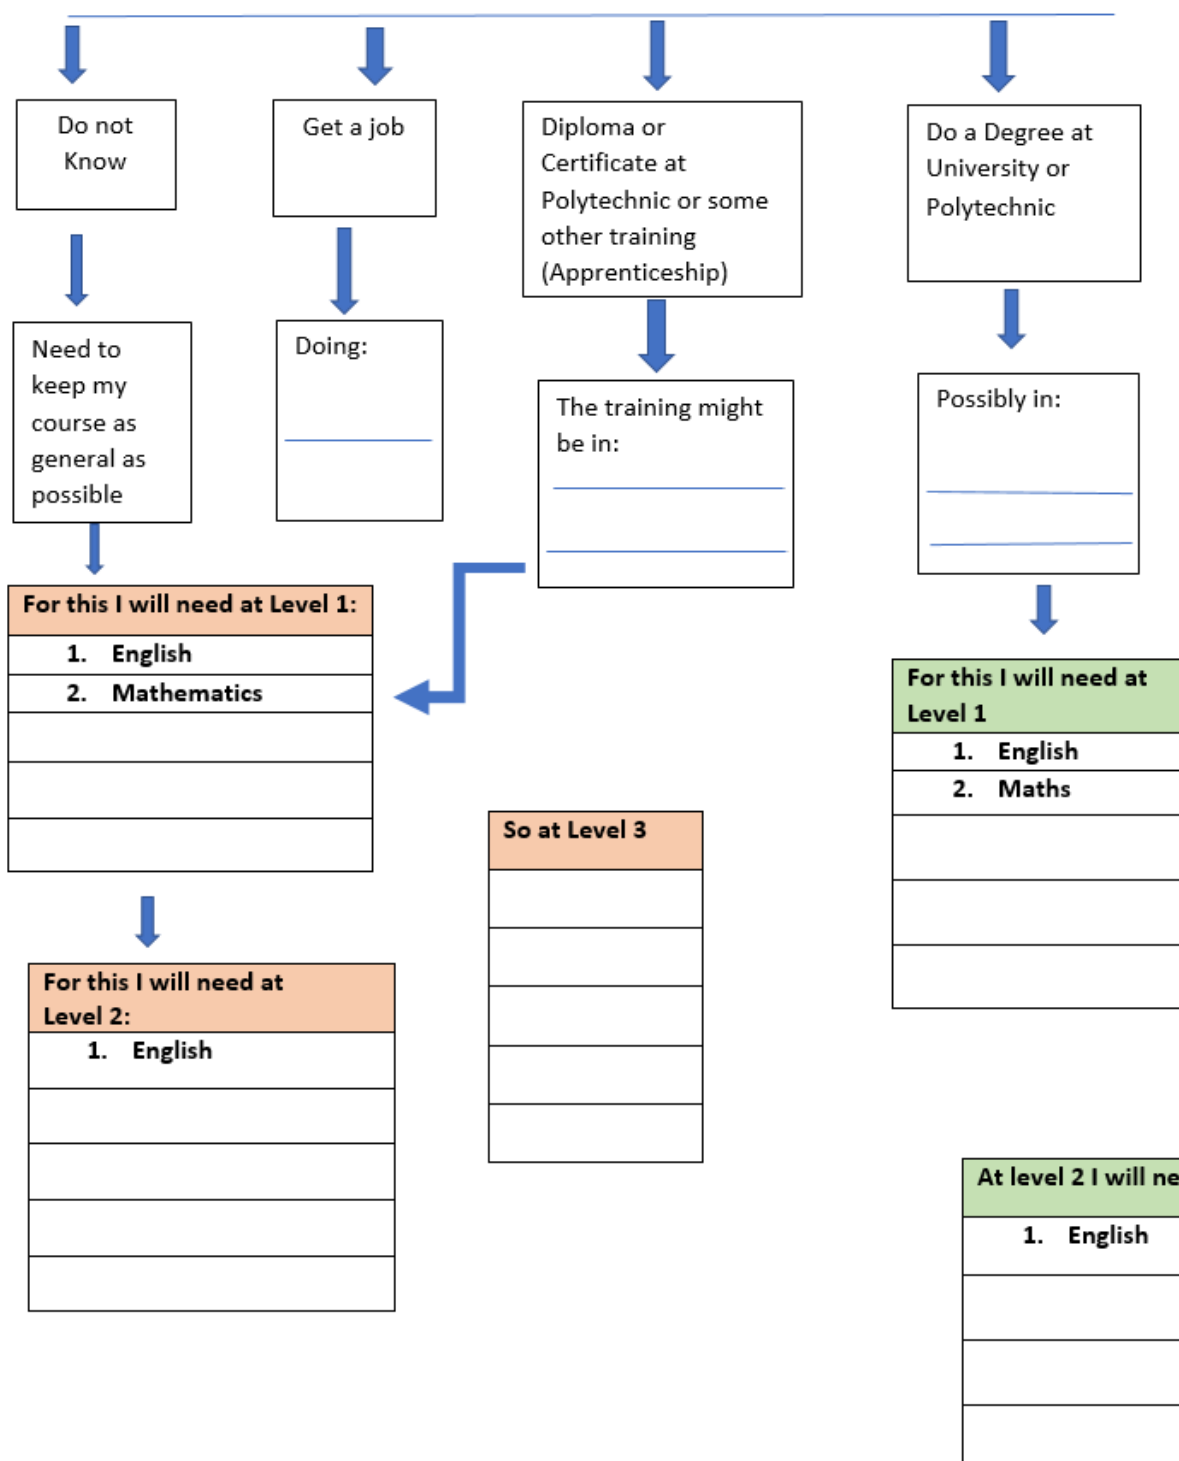 Do not
Know
Get a job
Diploma or
Certificate at
Polytechnic or some
other training
(Apprenticeship)
Do a Degree at
University or
Polytechnic
Need to
keep my
course as
general as
possible
Doing:
The training might
be in:
Possibly in:
For this I will need at Level 1:
1. English
2. Mathematics
For this I will need at
Level 1
1. English
2. Maths
So at Level 3
For this I will need at
Level 2:
1. English
At level 2 I will ne
1. English